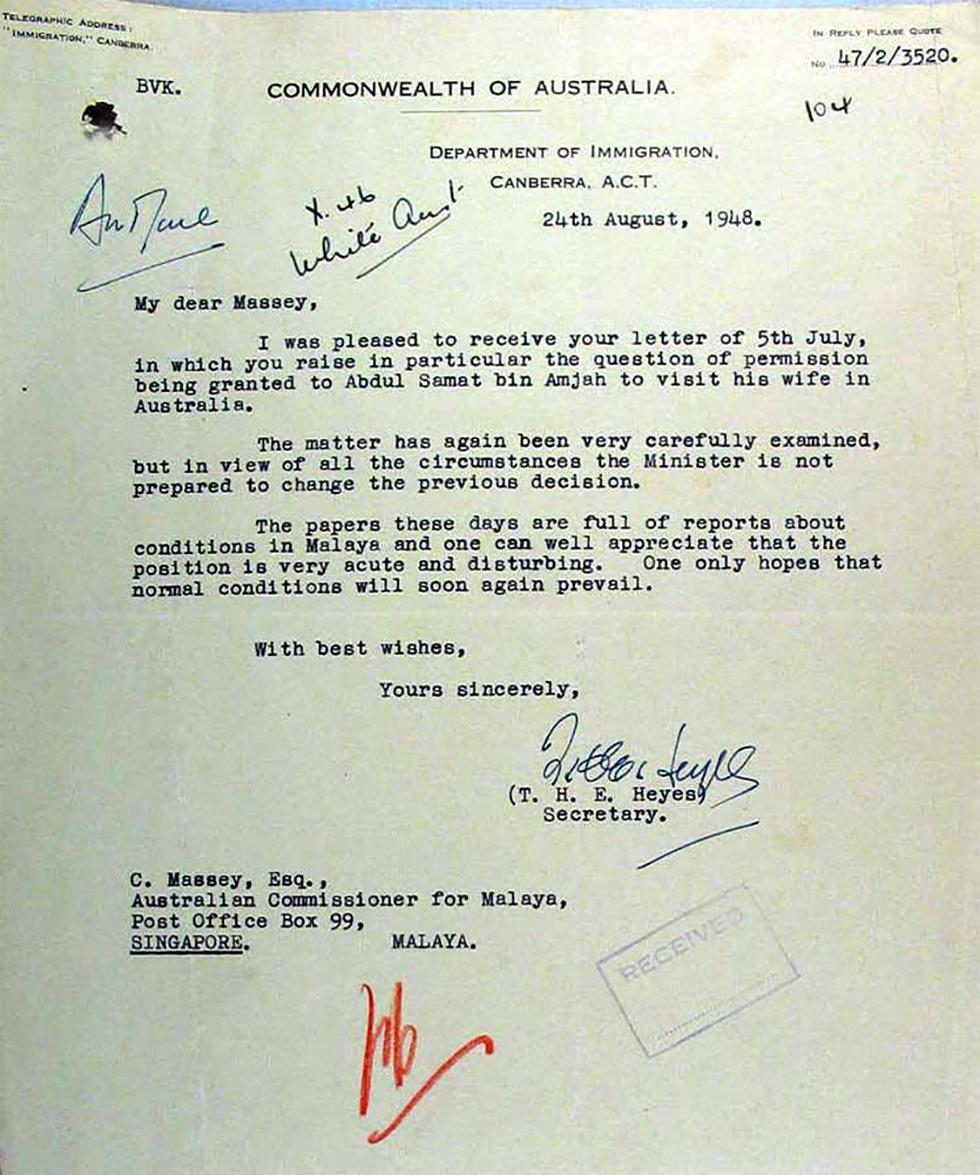 TELEGRAPHIC ADDRESS:
"IMMIGRATION," CANBERRA.
IN REPLY PLEASE QUOTE
No. 47/2/3520.
BVK.
COMMONWEALTH OF AUSTRALIA.
104
DEPARTMENT OF IMMIGRATION,
CANBERRA, A.C.T.
24th August, 1948.
White Aust.
My dear Massey,
I was pleased to receive your letter of 5th July,
in which you raise in particular the question of permission
being granted to Abdul Samat bin Amjah to visit his wife in
Australia.
The matter has again been very carefully examined,
but in view of all the circumstances the Minister is not
prepared to change the previous decision.
The papers these days are full of reports about
conditions in Malaya and one can well appreciate that the
position is very acute and disturbing. One only hopes that
normal conditions will soon again prevail.
With best wishes,
Yours sincerely,
(T. H. E. Heyes)
Secretary.
C. Massey, Esq.,
Australian Commissioner for Malaya,
Post Office Box 99,
SINGAPORE. MALAYA.
RECEIVED